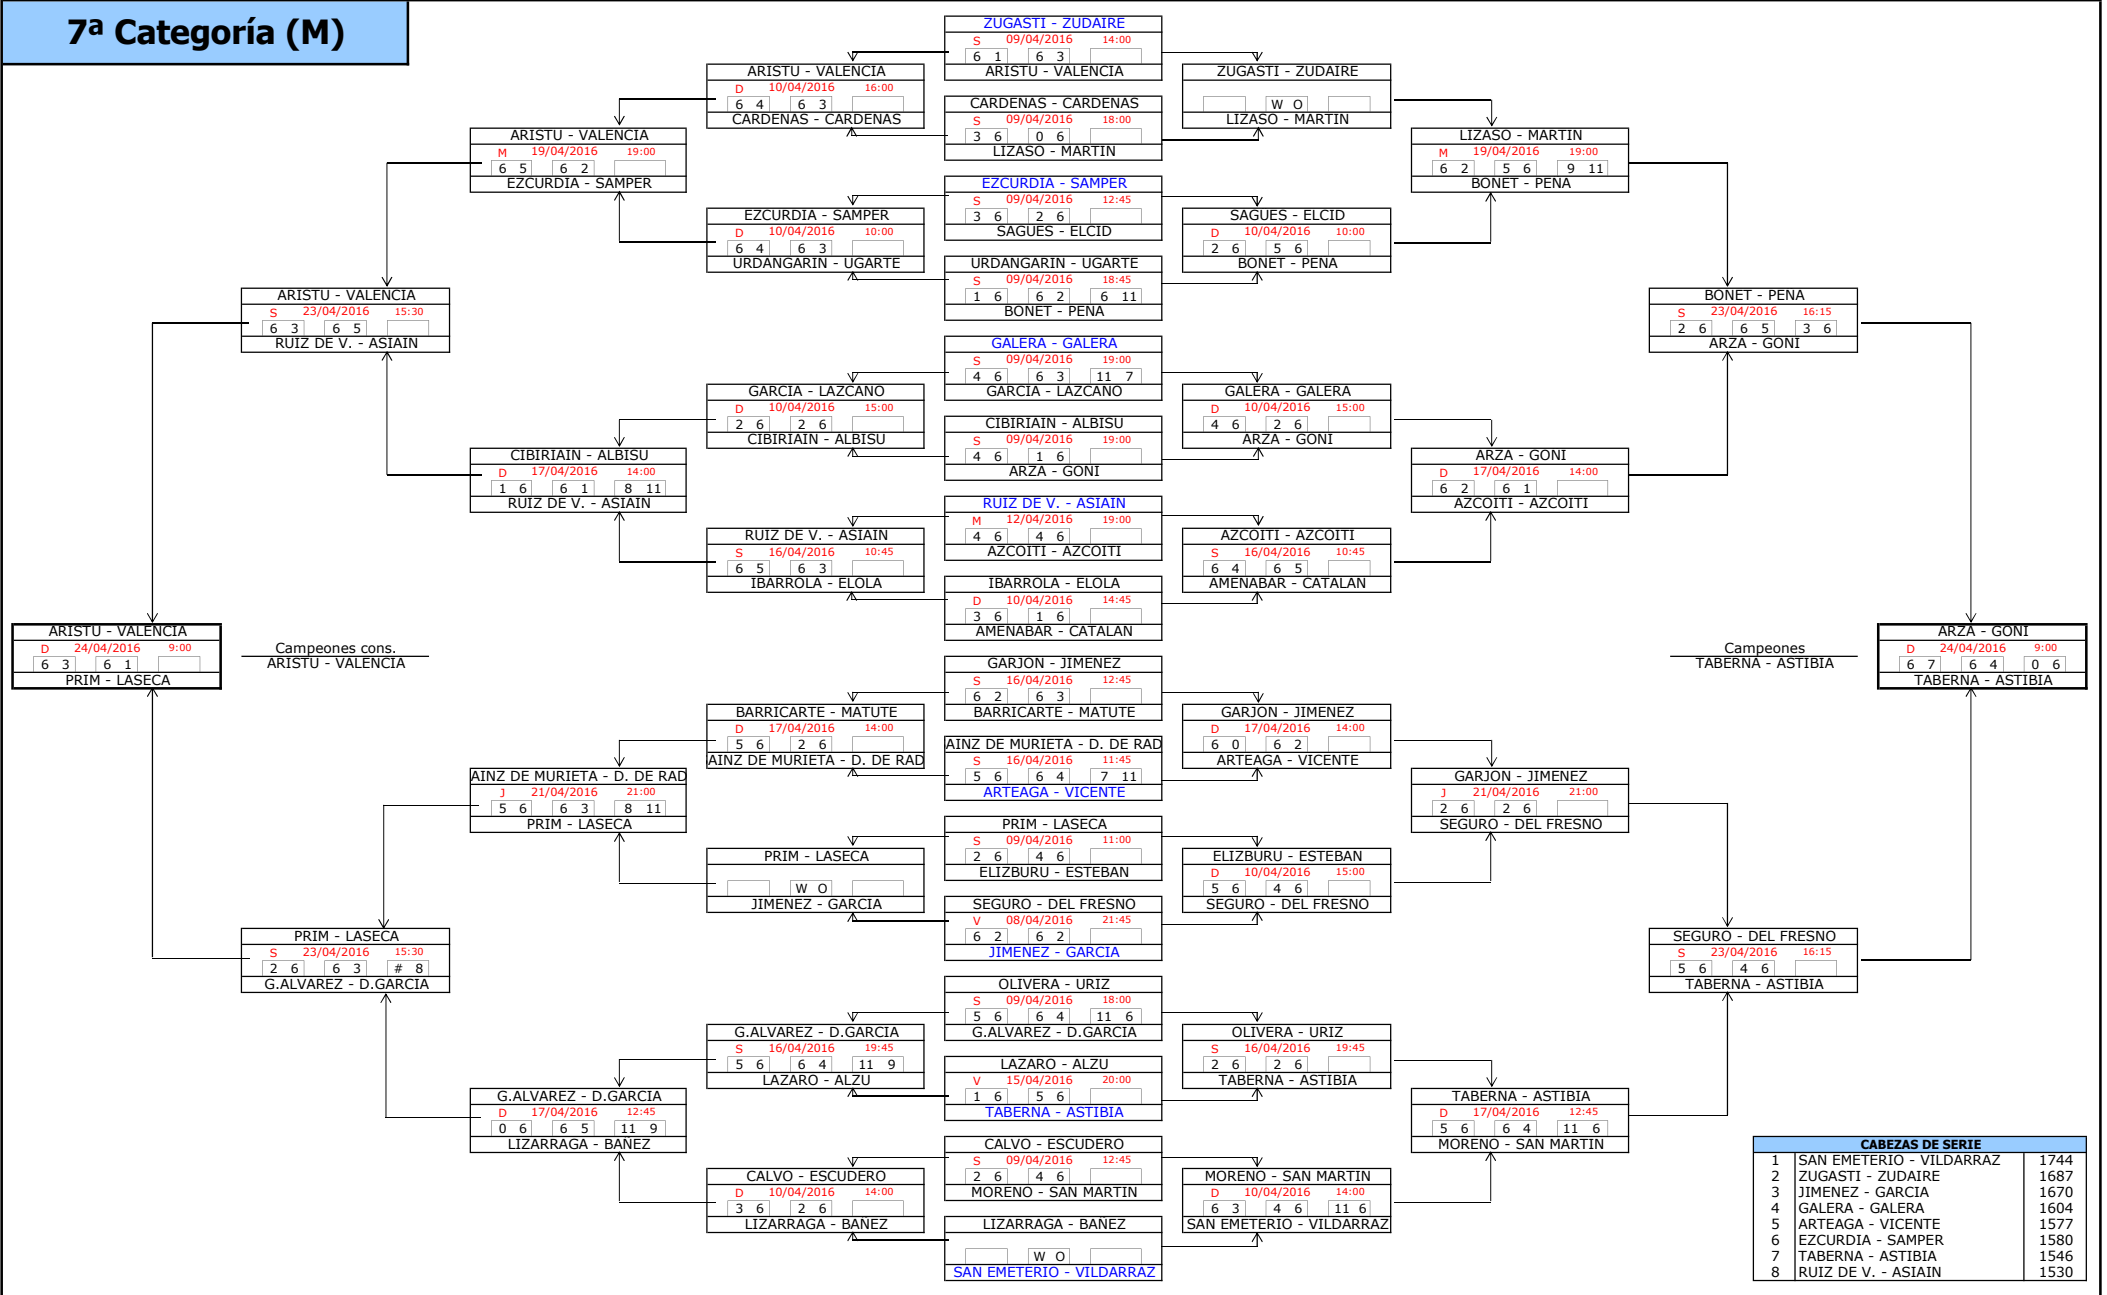 7ª Categoría (M)
ZUGASTI - ZUDAIRE
S 09/04/2016 14:00
6 1 6 3
ARISTU - VALENCIA
CARDENAS - CARDENAS
S 09/04/2016 18:00
3 6 0 6
LIZASO - MARTIN
EZCURDIA - SAMPER
S 09/04/2016 12:45
3 6 2 6
SAGUES - ELCID
URDANGARIN - UGARTE
S 09/04/2016 18:45
1 6 6 2 6 11
BONET - PENA
GALERA - GALERA
S 09/04/2016 19:00
4 6 6 3 11 7
GARCIA - LAZCANO
CIBIRIAIN - ALBISU
S 09/04/2016 19:00
4 6 1 6
ARZA - GONI
RUIZ DE V. - ASIAIN
M 12/04/2016 19:00
4 6 4 6
AZCOITI - AZCOITI
IBARROLA - ELOLA
D 10/04/2016 14:45
3 6 1 6
AMENABAR - CATALAN
GARJON - JIMENEZ
S 16/04/2016 12:45
6 2 6 3
BARRICARTE - MATUTE
AINZ DE MURIETA - D. DE RAD
S 16/04/2016 11:45
5 6 6 4 7 11
ARTEAGA - VICENTE
PRIM - LASECA
S 09/04/2016 11:00
2 6 4 6
ELIZBURU - ESTEBAN
SEGURO - DEL FRESNO
V 08/04/2016 21:45
6 2 6 2
JIMENEZ - GARCIA
OLIVERA - URIZ
S 09/04/2016 18:00
5 6 6 4 11 6
G.ALVAREZ - D.GARCIA
LAZARO - ALZU
V 15/04/2016 20:00
1 6 5 6
TABERNA - ASTIBIA
CALVO - ESCUDERO
S 09/04/2016 12:45
2 6 4 6
MORENO - SAN MARTIN
LIZARRAGA - BAÑEZ
W O
SAN EMETERIO - VILDARRAZ
ARISTU - VALENCIA
D 10/04/2016 16:00
6 4 6 3
CARDENAS - CARDENAS
EZCURDIA - SAMPER
D 10/04/2016 10:00
6 4 6 3
URDANGARIN - UGARTE
GARCIA - LAZCANO
D 10/04/2016 15:00
2 6 2 6
CIBIRIAIN - ALBISU
RUIZ DE V. - ASIAIN
S 16/04/2016 10:45
6 5 6 3
IBARROLA - ELOLA
BARRICARTE - MATUTE
D 17/04/2016 14:00
5 6 2 6
AINZ DE MURIETA - D. DE RAD
PRIM - LASECA
W O
JIMENEZ - GARCIA
G.ALVAREZ - D.GARCIA
S 16/04/2016 19:45
5 6 6 4 11 9
LAZARO - ALZU
CALVO - ESCUDERO
D 10/04/2016 14:00
3 6 2 6
LIZARRAGA - BAÑEZ
ARISTU - VALENCIA
M 19/04/2016 19:00
6 5 6 2
EZCURDIA - SAMPER
CIBIRIAIN - ALBISU
D 17/04/2016 14:00
1 6 6 1 8 11
RUIZ DE V. - ASIAIN
AINZ DE MURIETA - D. DE RAD
J 21/04/2016 21:00
5 6 6 3 8 11
PRIM - LASECA
G.ALVAREZ - D.GARCIA
D 17/04/2016 12:45
0 6 6 5 11 9
LIZARRAGA - BAÑEZ
ARISTU - VALENCIA
S 23/04/2016 15:30
6 3 6 5
RUIZ DE V. - ASIAIN
PRIM - LASECA
S 23/04/2016 15:30
2 6 6 3 # 8
G.ALVAREZ - D.GARCIA
ARISTU - VALENCIA
D 24/04/2016 9:00
6 3 6 1
PRIM - LASECA
Campeones cons.
ARISTU - VALENCIA
ZUGASTI - ZUDAIRE
W O
LIZASO - MARTIN
SAGUES - ELCID
D 10/04/2016 10:00
2 6 5 6
BONET - PENA
GALERA - GALERA
D 10/04/2016 15:00
4 6 2 6
ARZA - GONI
AZCOITI - AZCOITI
S 16/04/2016 10:45
6 4 6 5
AMENABAR - CATALAN
GARJON - JIMENEZ
D 17/04/2016 14:00
6 0 6 2
ARTEAGA - VICENTE
ELIZBURU - ESTEBAN
D 10/04/2016 15:00
5 6 4 6
SEGURO - DEL FRESNO
OLIVERA - URIZ
S 16/04/2016 19:45
2 6 2 6
TABERNA - ASTIBIA
MORENO - SAN MARTIN
D 10/04/2016 14:00
6 3 4 6 11 6
SAN EMETERIO - VILDARRAZ
LIZASO - MARTIN
M 19/04/2016 19:00
6 2 5 6 9 11
BONET - PENA
ARZA - GONI
D 17/04/2016 14:00
6 2 6 1
AZCOITI - AZCOITI
GARJON - JIMENEZ
J 21/04/2016 21:00
2 6 2 6
SEGURO - DEL FRESNO
TABERNA - ASTIBIA
D 17/04/2016 12:45
5 6 6 4 11 6
MORENO - SAN MARTIN
BONET - PENA
S 23/04/2016 16:15
2 6 6 5 3 6
ARZA - GONI
SEGURO - DEL FRESNO
S 23/04/2016 16:15
5 6 4 6
TABERNA - ASTIBIA
Campeones
TABERNA - ASTIBIA
ARZA - GONI
D 24/04/2016 9:00
6 7 6 4 0 6
TABERNA - ASTIBIA
CABEZAS DE SERIE
1 SAN EMETERIO - VILDARRAZ 1744
2 ZUGASTI - ZUDAIRE 1687
3 JIMENEZ - GARCIA 1670
4 GALERA - GALERA 1604
5 ARTEAGA - VICENTE 1577
6 EZCURDIA - SAMPER 1580
7 TABERNA - ASTIBIA 1546
8 RUIZ DE V. - ASIAIN 1530